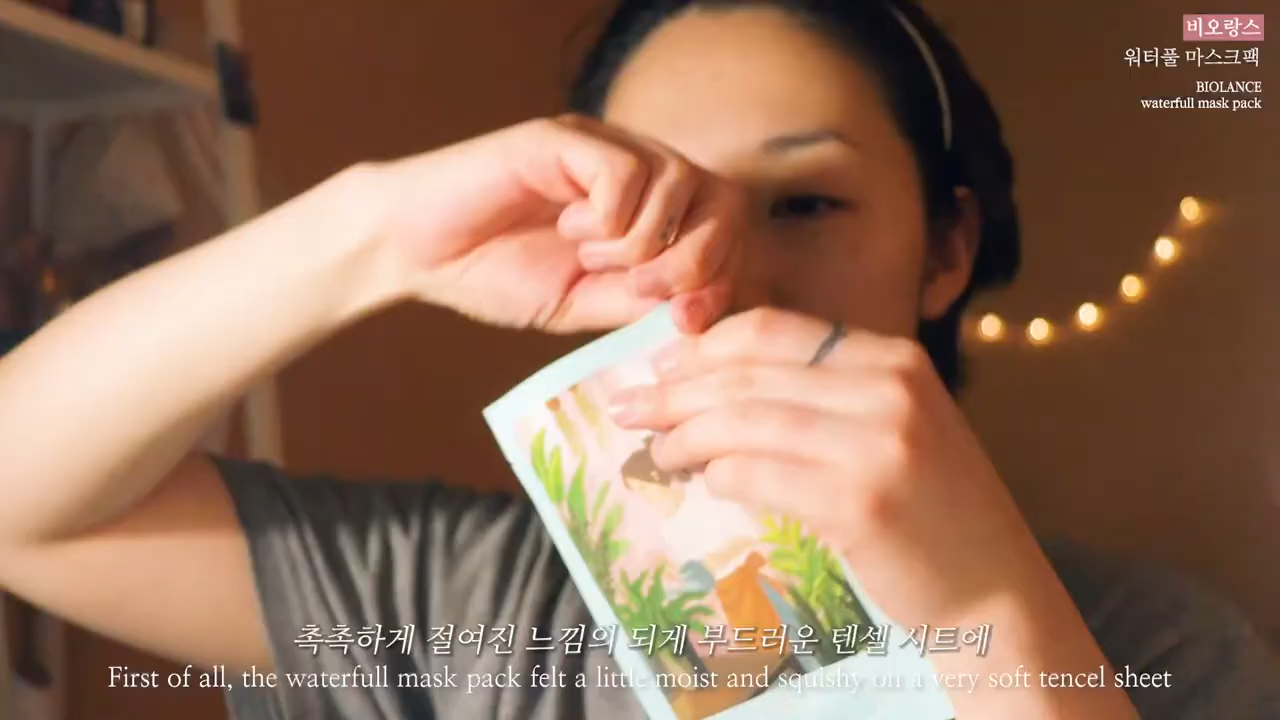 비오랑스
워터풀 마스크팩
BIOLANCE
waterfull mask pack
촉촉하게 절여진 느낌의 되게 부드러운 텐셀 시트에
First of all, the waterfull mask pack felt a little moist and squishy on a very soft tencel sheet